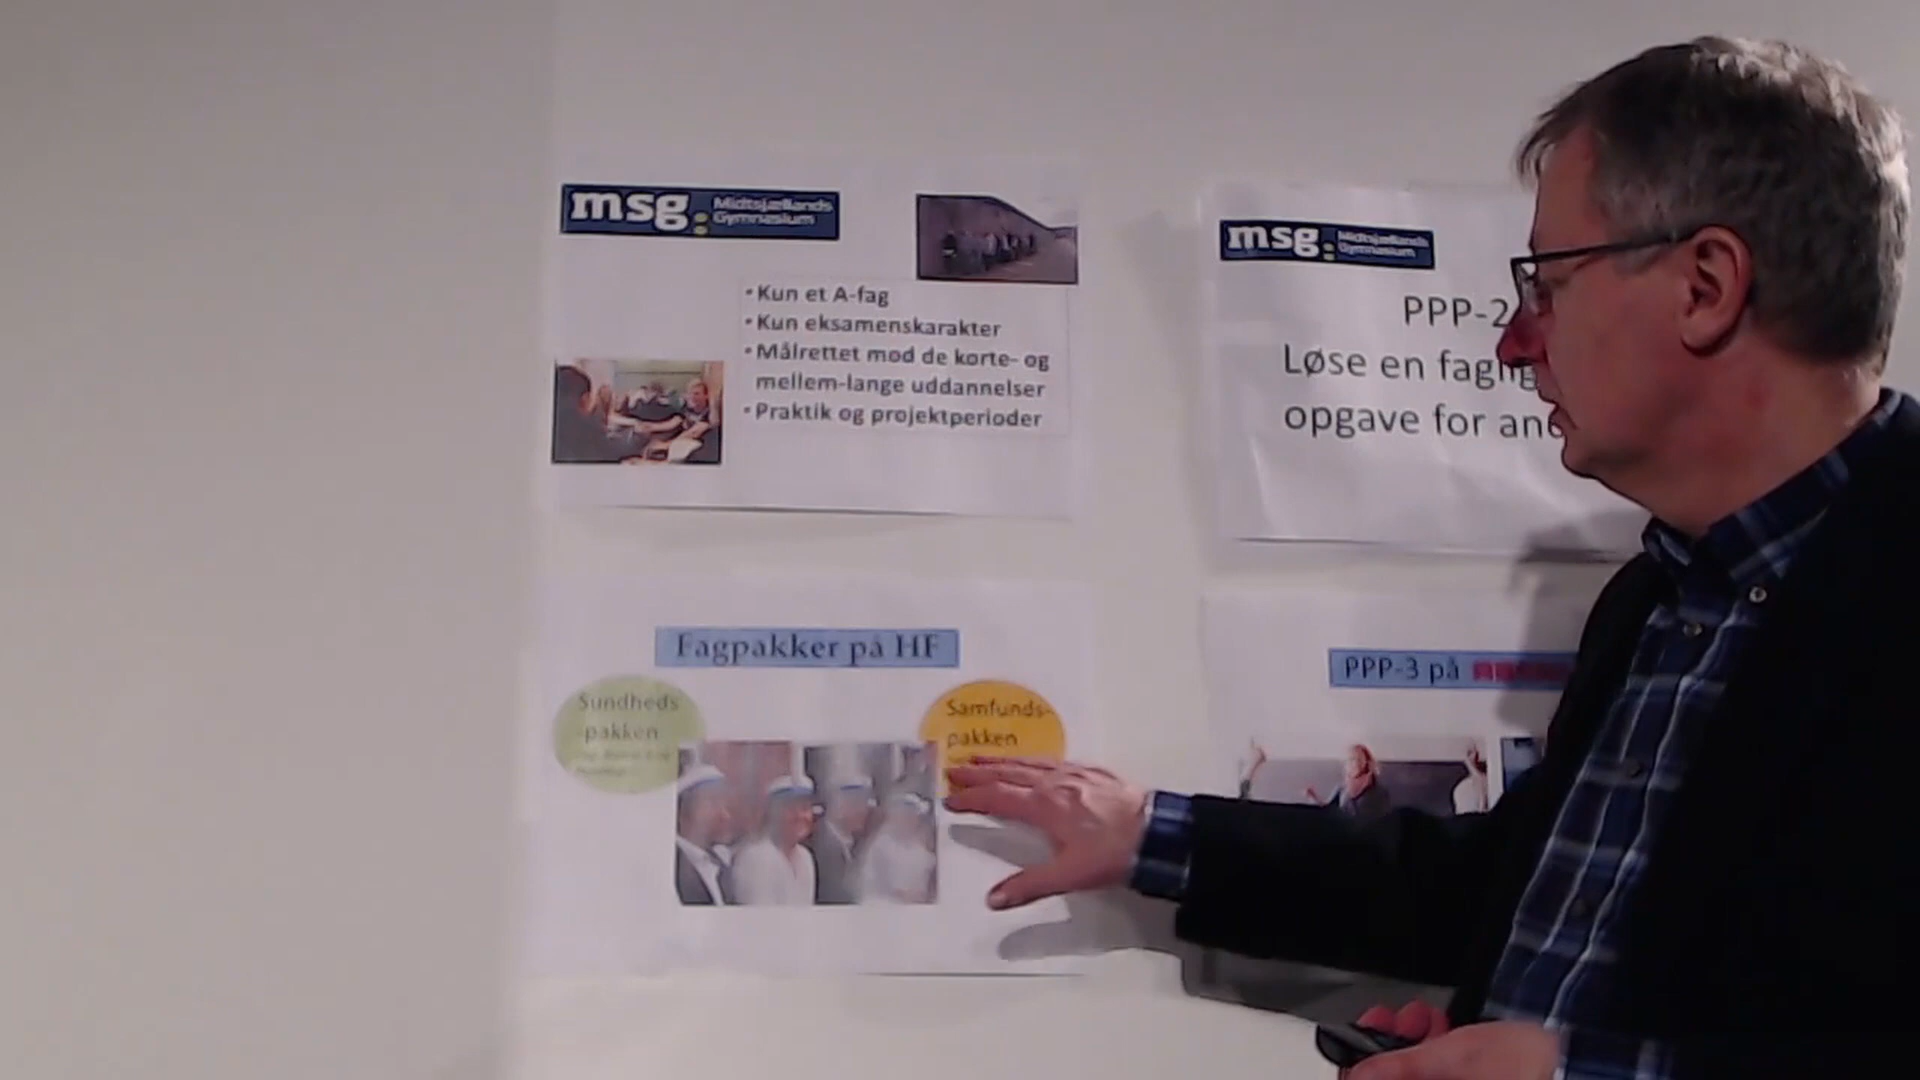 msg: Midtsjællands
Gymnasium
• Kun et A-fag
• Kun eksamenskarakter
• Målrettet mod de korte- og
mellem-lange uddannelser
• Praktik og projektperioder
msg: Midtsjællands
Gymnasium
PPP-2
Løse en faglig
opgave for an
Fagpakker på HF
Sundheds
-pakken
Samfunds-
pakken
PPP-3 på